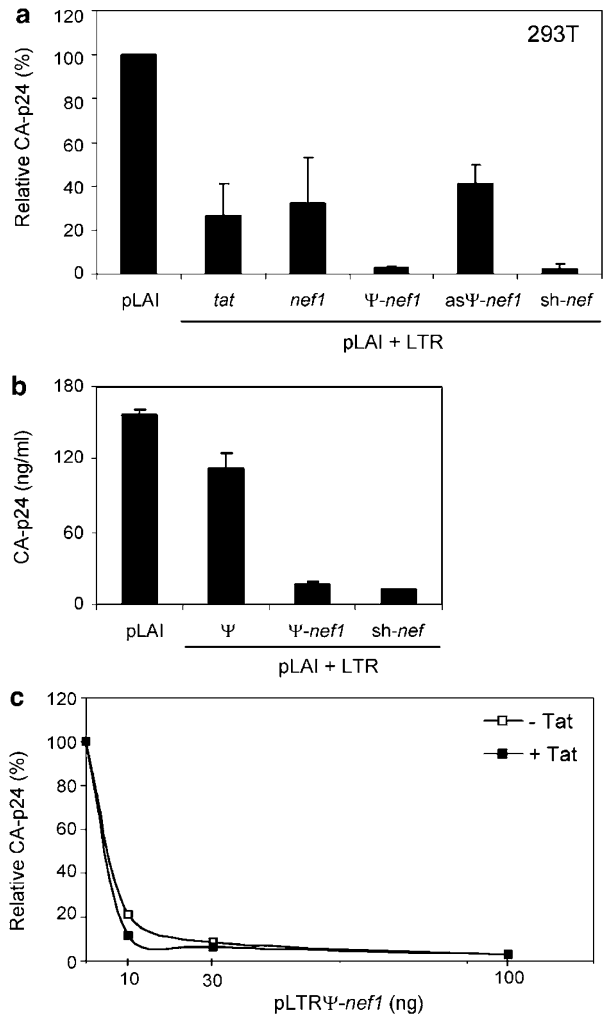 a
293T
Relative CA-p24 (%)
120
100
80
60
40
20
0
pLAI tat nef1 Ψ-nef1 asΨ-nef1 sh-nef
pLAI + LTR
b
CA-p24 (ng/ml)
180
120
60
0
pLAI Ψ Ψ-nef1 sh-nef
pLAI + LTR
c
Relative CA-p24 (%)
120
100
80
60
40
20
0
- Tat
+ Tat
10 30 100
pLTRΨ-nef1 (ng)